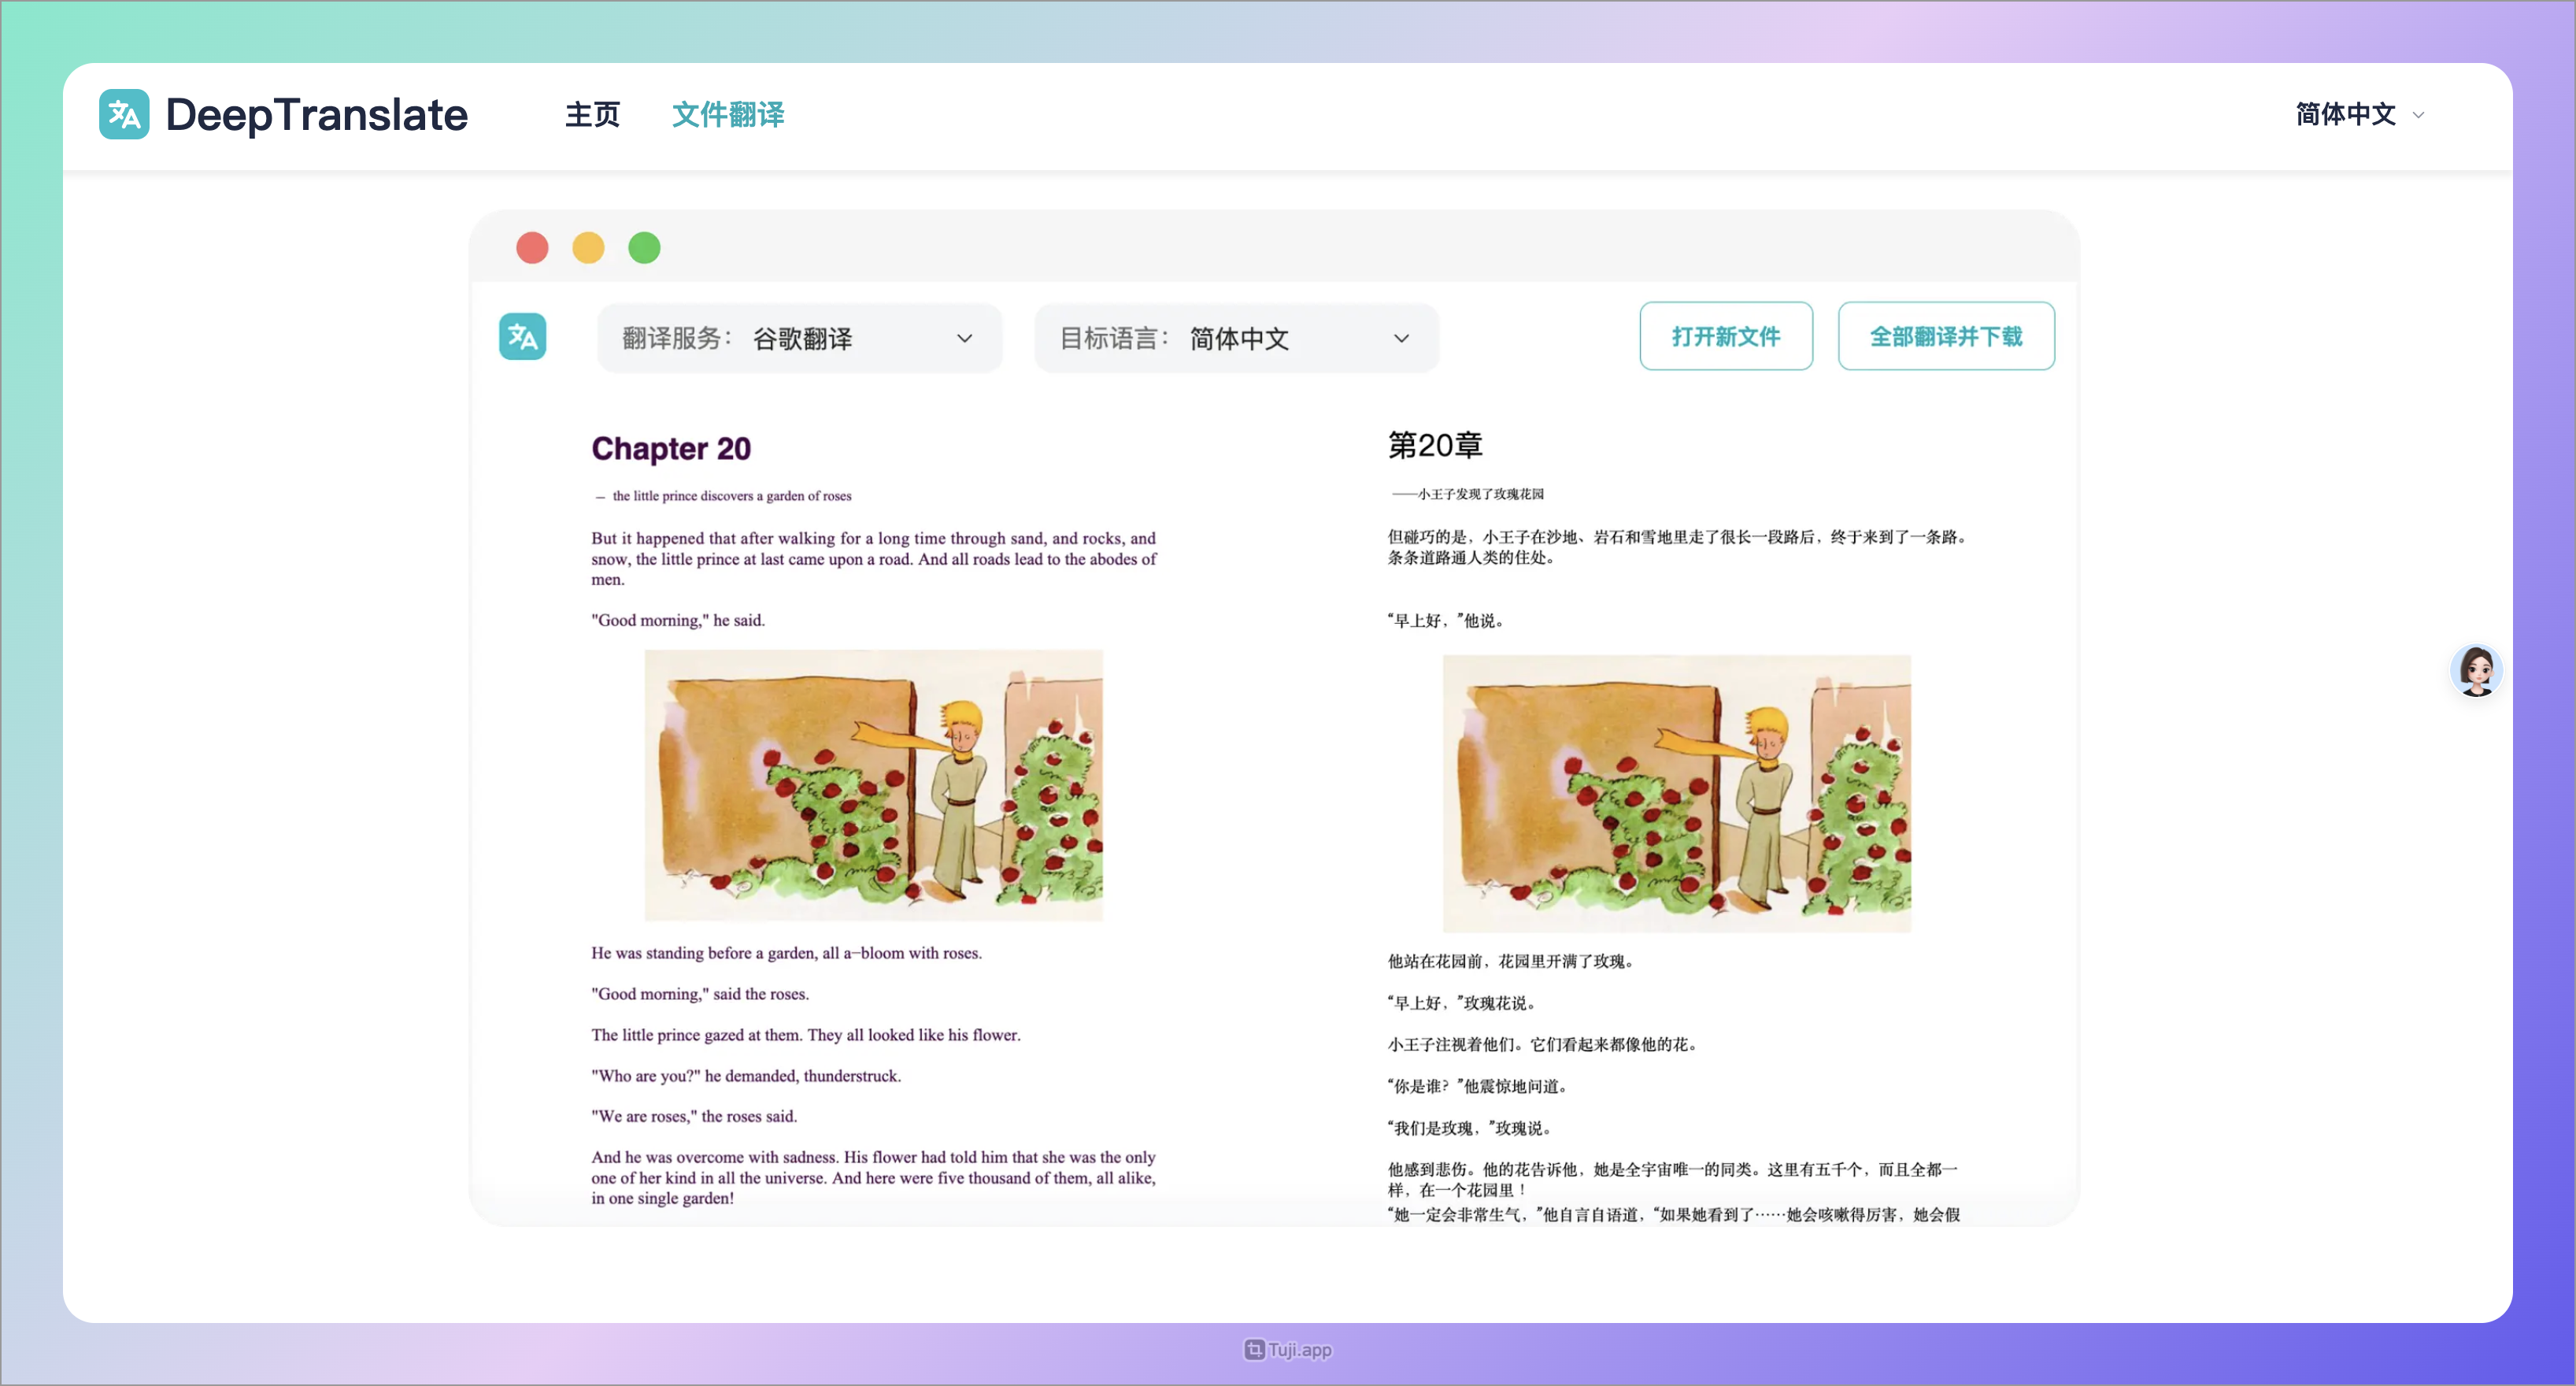 DeepTranslate
主页
文件翻译
简体中文
翻译服务： 谷歌翻译
目标语言： 简体中文
打开新文件
全部翻译并下载
Chapter 20
— the little prince discovers a garden of roses
But it happened that after walking for a long time through sand, and rocks, and
snow, the little prince at last came upon a road. And all roads lead to the abodes of
men.
"Good morning," he said.
He was standing before a garden, all a—bloom with roses.
"Good morning," said the roses.
The little prince gazed at them. They all looked like his flower.
"Who are you?" he demanded, thunderstruck.
"We are roses," the roses said.
And he was overcome with sadness. His flower had told him that she was the only
one of her kind in all the universe. And here were five thousand of them, all alike,
in one single garden!
第20章
——小王子发现了玫瑰花园
但碰巧的是，小王子在沙地、岩石和雪地里走了很长一段路后，终于来到了一条路。
条条道路通人类的住处。
“早上好，”他说。
他站在花园前，花园里开满了玫瑰。
“早上好，”玫瑰花说。
小王子注视着他们。它们看起来都像他的花。
“你是谁？”他震惊地问道。
“我们是玫瑰，”玫瑰说。
他感到悲伤。他的花告诉他，她是全宇宙唯一的同类。这里有五千个，而且全都一
样，在一个花园里！
“她一定会非常生气，”他自言自语道，“如果她看到了……她会咳嗽得厉害，她会假
Tuji.app